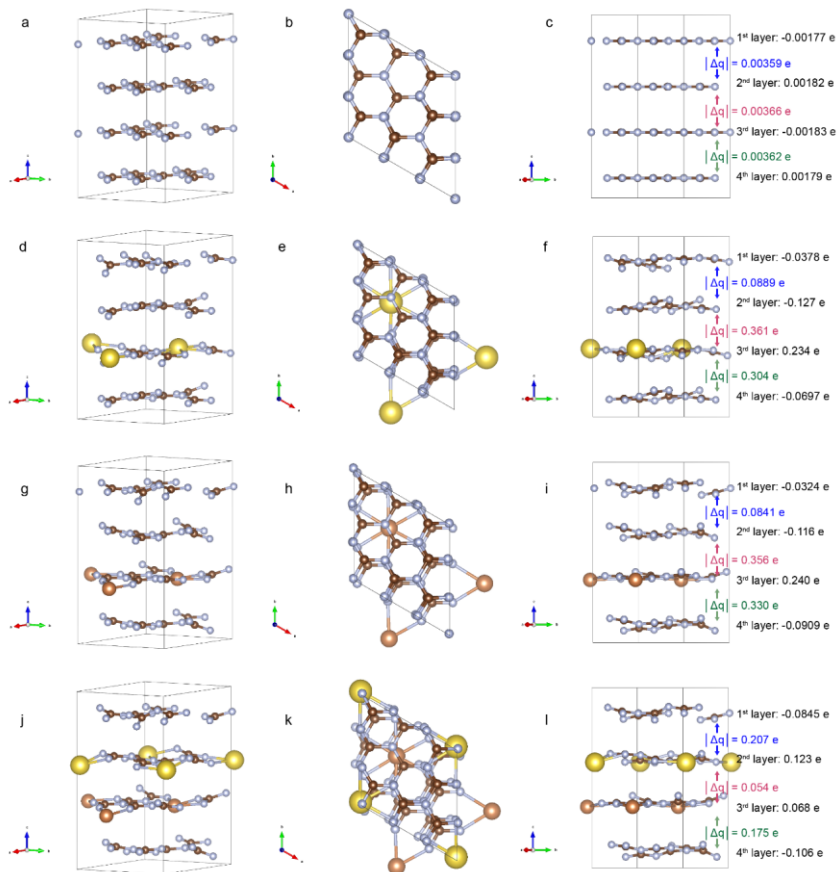 a
b
c
1st layer: -0.00177 e
|Δq| = 0.00359 e
2nd layer: 0.00182 e
|Δq| = 0.00366 e
3rd layer: -0.00183 e
|Δq| = 0.00362 e
4th layer: 0.00179 e
d
e
f
1st layer: -0.0378 e
|Δq| = 0.0889 e
2nd layer: -0.127 e
|Δq| = 0.361 e
3rd layer: 0.234 e
|Δq| = 0.304 e
4th layer: -0.0697 e
g
h
i
1st layer: -0.0324 e
|Δq| = 0.0841 e
2nd layer: -0.116 e
|Δq| = 0.356 e
3rd layer: 0.240 e
|Δq| = 0.330 e
4th layer: -0.0909 e
j
k
l
1st layer: -0.0845 e
|Δq| = 0.207 e
2nd layer: 0.123 e
|Δq| = 0.054 e
3rd layer: 0.068 e
|Δq| = 0.175 e
4th layer: -0.106 e